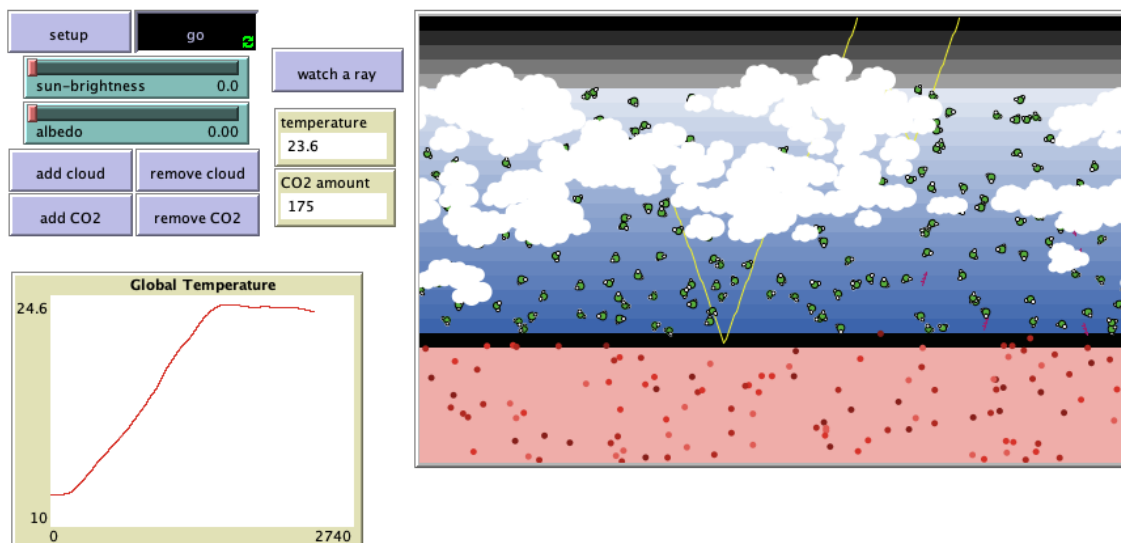 setup
go
sun-brightness 0.0
albedo 0.00
add cloud
remove cloud
add CO2
remove CO2
watch a ray
temperature
23.6
CO2 amount
175
Global Temperature
24.6
10
0
2740